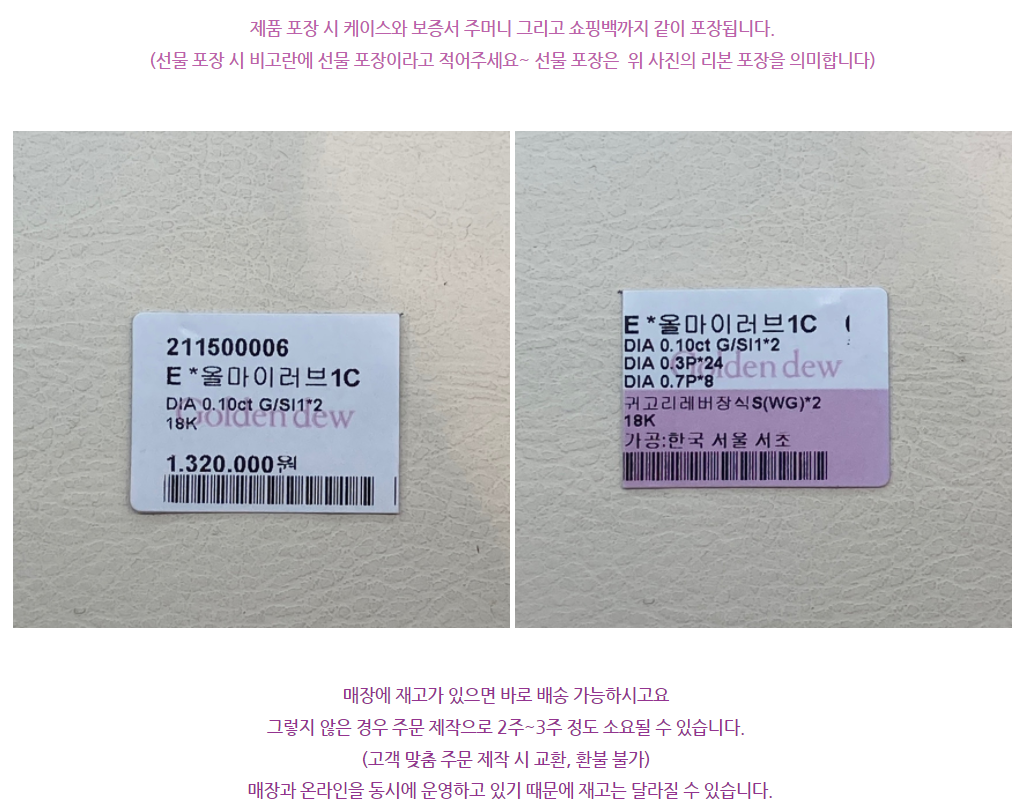 제품 포장 시 케이스와 보증서 주머니 그리고 쇼핑백까지 같이 포장됩니다.
(선물 포장 시 비고란에 선물 포장이라고 적어주세요~ 선물 포장은 위 사진의 리본 포장을 의미합니다)
211500006
E *올마이러브1C
DIA 0.10ct G/SI1*2
Golden dew
18K
1.320.000원
E *올마이러브1C
DIA 0.10ct G/SI1*2
DIA 0.3P*24
Golden dew
DIA 0.7P*8
귀고리레버장식S(WG)*2
18K
가공:한국 서울 서초
매장에 재고가 있으면 바로 배송 가능하시고요
그렇지 않은 경우 주문 제작으로 2주~3주 정도 소요될 수 있습니다.
(고객 맞춤 주문 제작 시 교환, 환불 불가)
매장과 온라인을 동시에 운영하고 있기 때문에 재고는 달라질 수 있습니다.